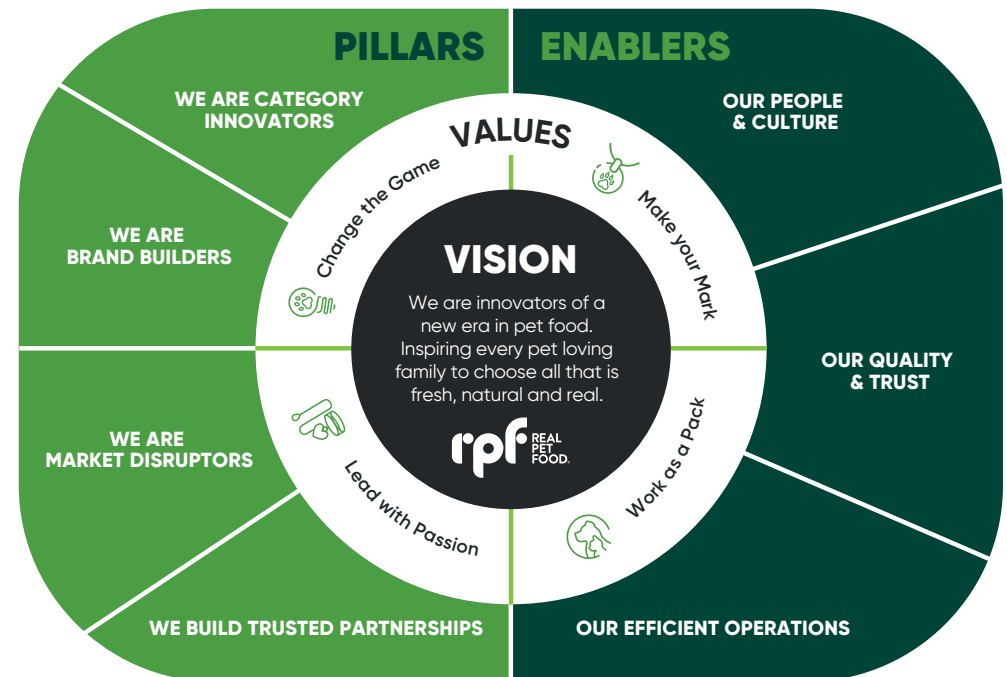 PILLARS
ENABLERS
WE ARE CATEGORY
INNOVATORS
WE ARE
BRAND BUILDERS
WE ARE
MARKET DISRUPTORS
WE BUILD TRUSTED PARTNERSHIPS
OUR PEOPLE
& CULTURE
OUR QUALITY
& TRUST
OUR EFFICIENT OPERATIONS
VALUES
Change the Game
Make your Mark
Lead with Passion
Work as a Pack
VISION
We are innovators of a
new era in pet food.
Inspiring every pet loving
family to choose all that is
fresh, natural and real.
rpf
REAL
PET
FOOD.